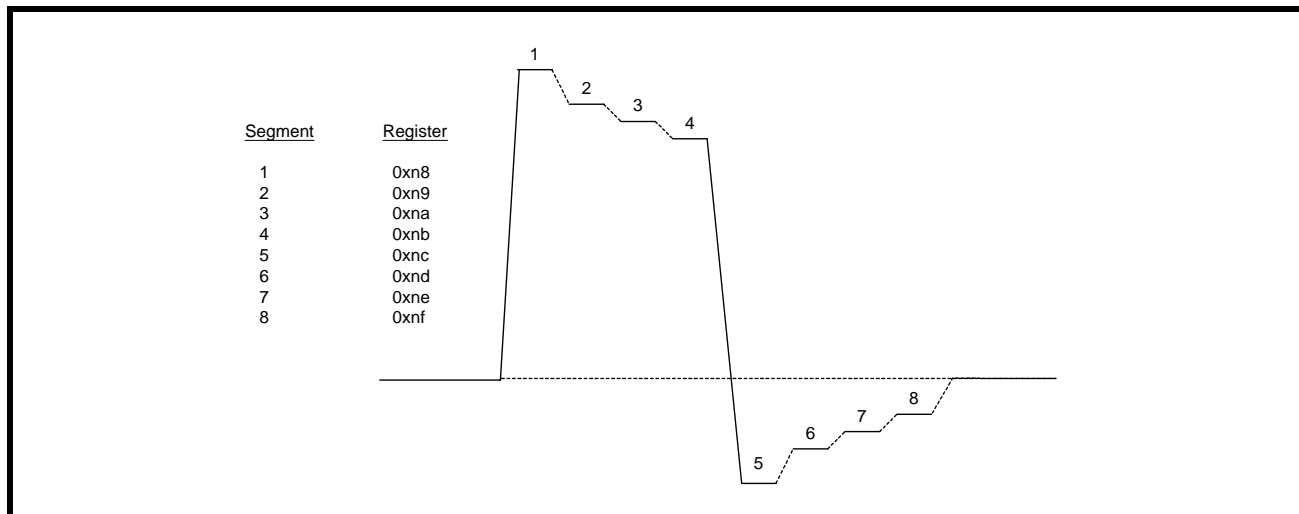 Segment Register
1 0xn8
2 0xn9
3 0xna
4 0xnb
5 0xnc
6 0xnd
7 0xne
8 0xnf
1
2
3
4
5
6
7
8